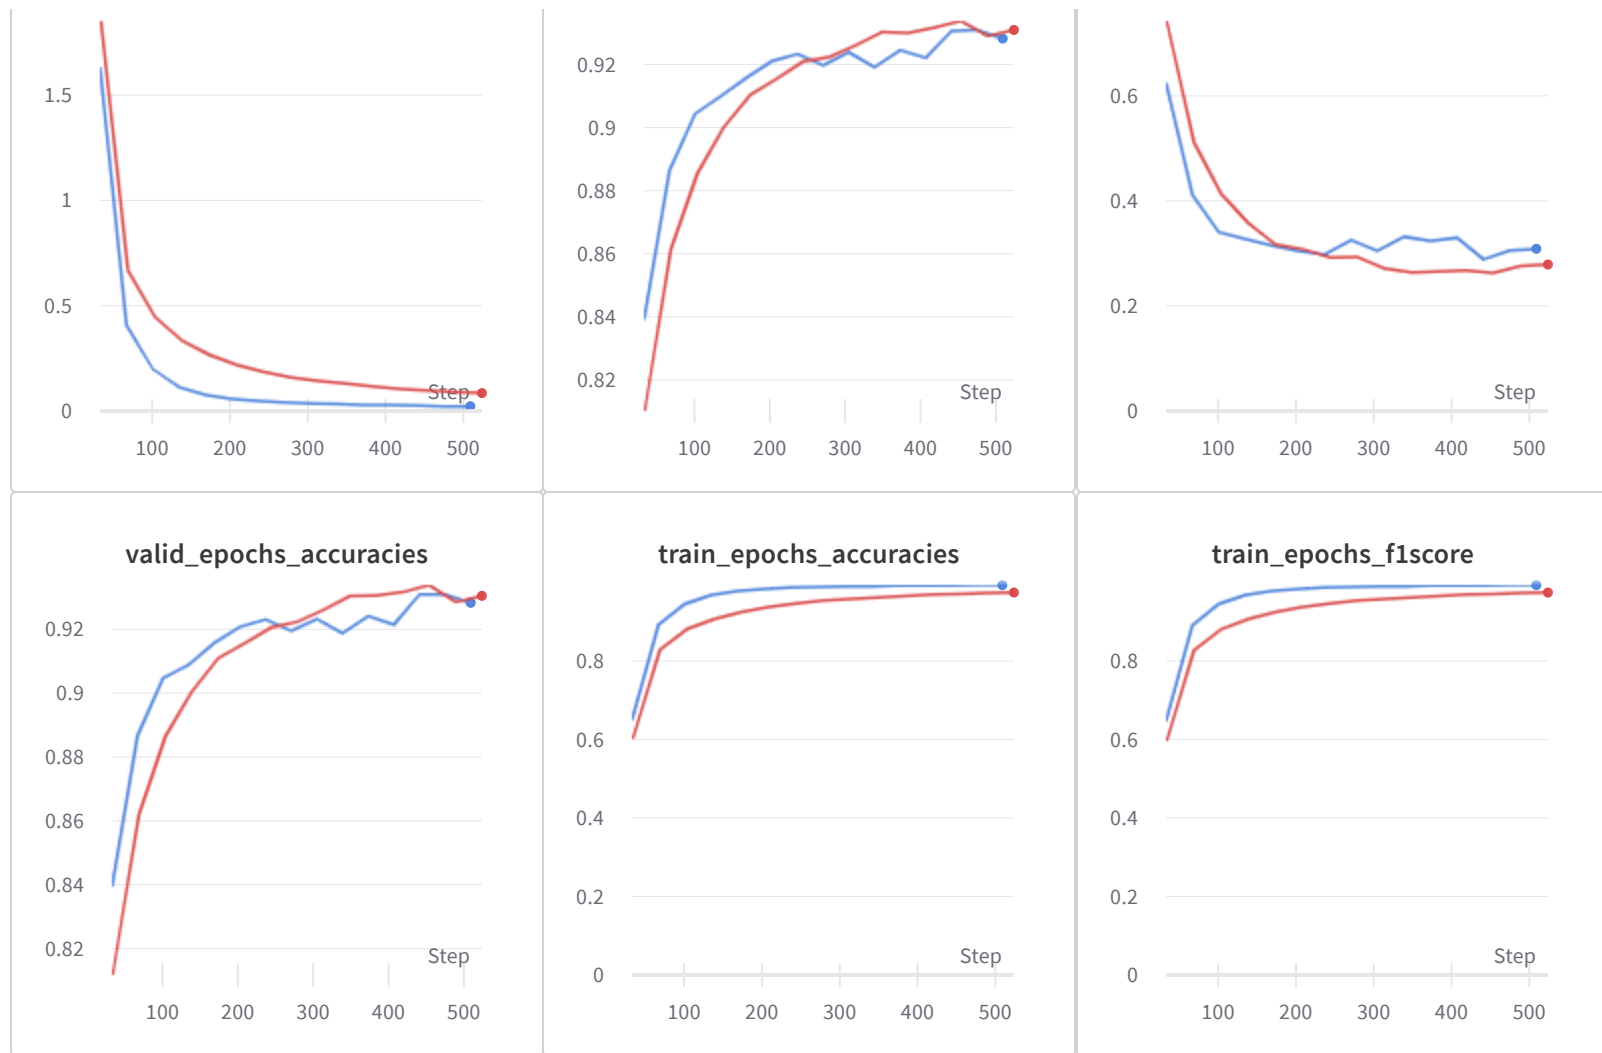 1.5
1
0.5
0
Step
100 200 300 400 500
0.92
0.9
0.88
0.86
0.84
0.82
Step
100 200 300 400 500
0.6
0.4
0.2
0
Step
100 200 300 400 500
valid_epochs_accuracies
0.92
0.9
0.88
0.86
0.84
0.82
Step
100 200 300 400 500
train_epochs_accuracies
0.8
0.6
0.4
0.2
0
Step
100 200 300 400 500
train_epochs_f1score
0.8
0.6
0.4
0.2
0
Step
100 200 300 400 500